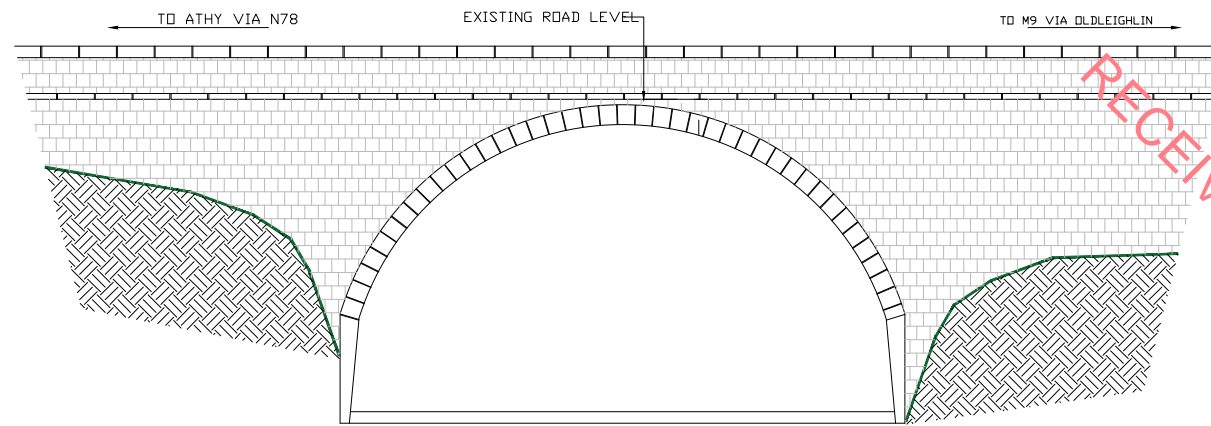 TO ATHY VIA N78
EXISTING ROAD LEVEL
TO M9 VIA OLDLEIGHLIN